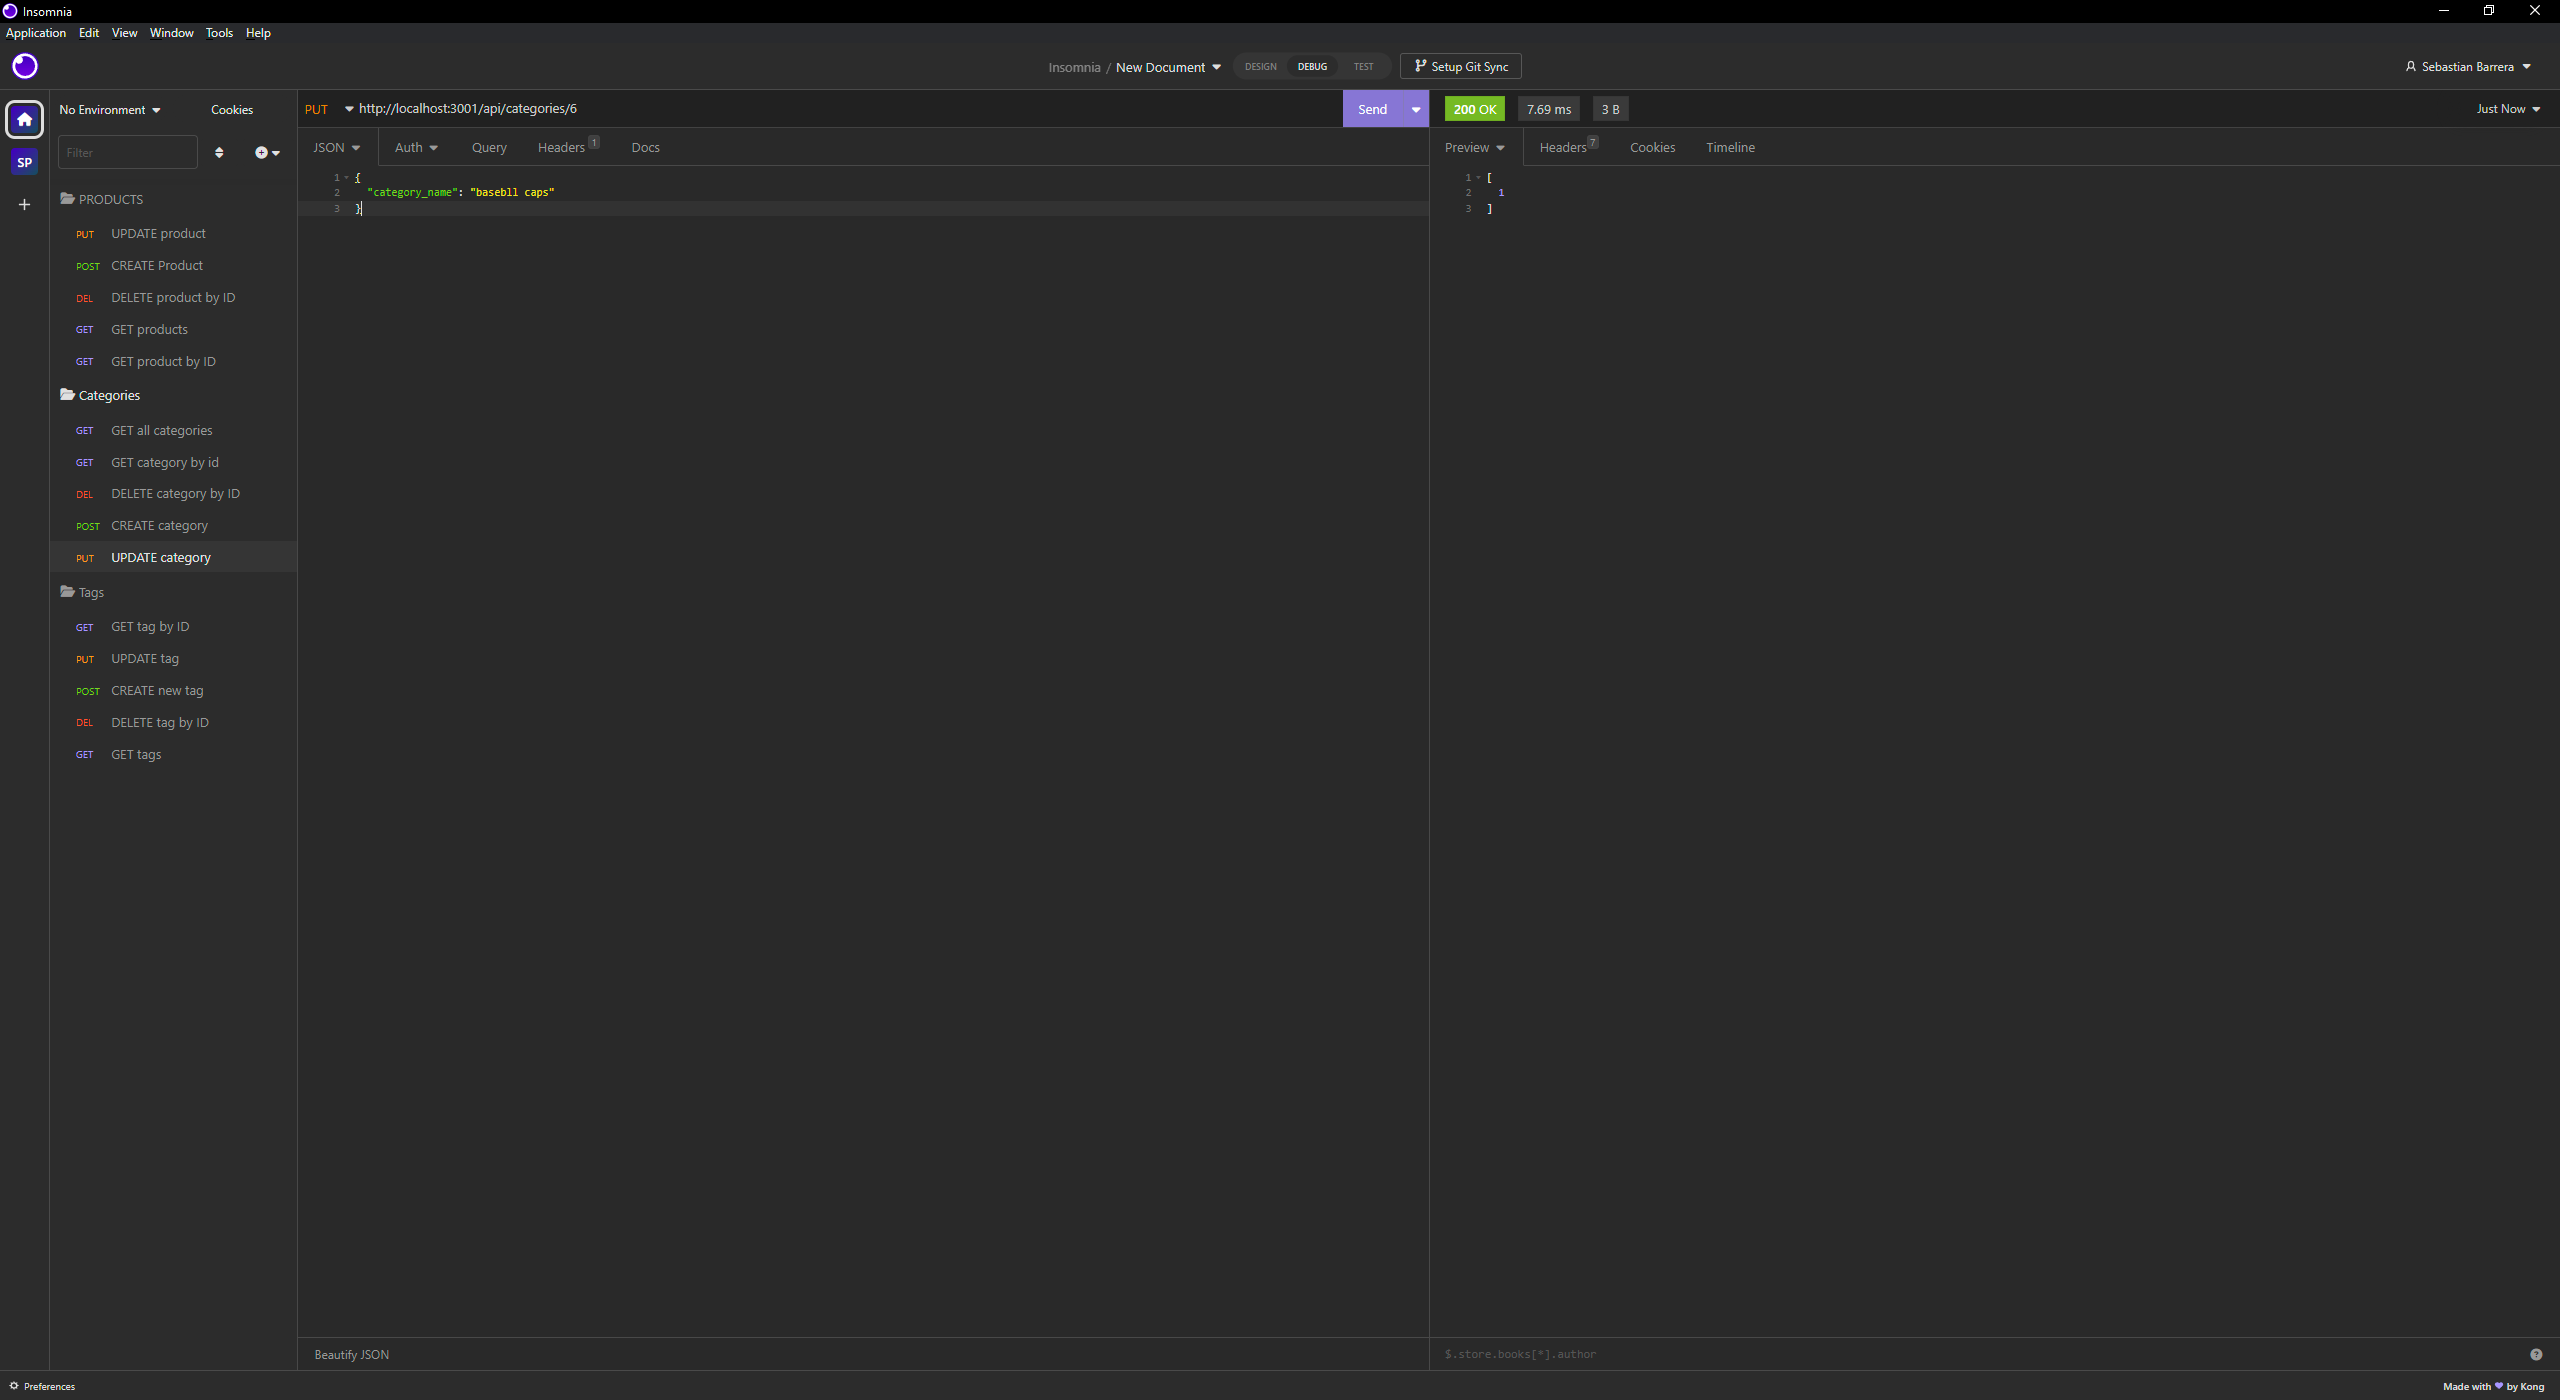 Insomnia
Application Edit View Window Tools Help
Insomnia / New Document DESIGN DEBUG TEST Setup Git Sync Sebastian Barrera
SP
No Environment Cookies
Filter
PRODUCTS
PUT UPDATE product
POST CREATE Product
DEL DELETE product by ID
GET GET products
GET GET product by ID
Categories
GET GET all categories
GET GET category by id
DEL DELETE category by ID
POST CREATE category
PUT UPDATE category
Tags
GET GET tag by ID
PUT UPDATE tag
POST CREATE new tag
DEL DELETE tag by ID
GET GET tags
PUT http://localhost:3001/api/categories/6 Send
JSON Auth Query Headers 1 Docs
1 {
2 "category_name": "basebll caps"
3 }
Beautify JSON
200 OK 7.69 ms 3 B Just Now
Preview Headers 7 Cookies Timeline
1 [
2 1
3 ]
$.store.books[*].author
Preferences
Made with ❤ by Kong